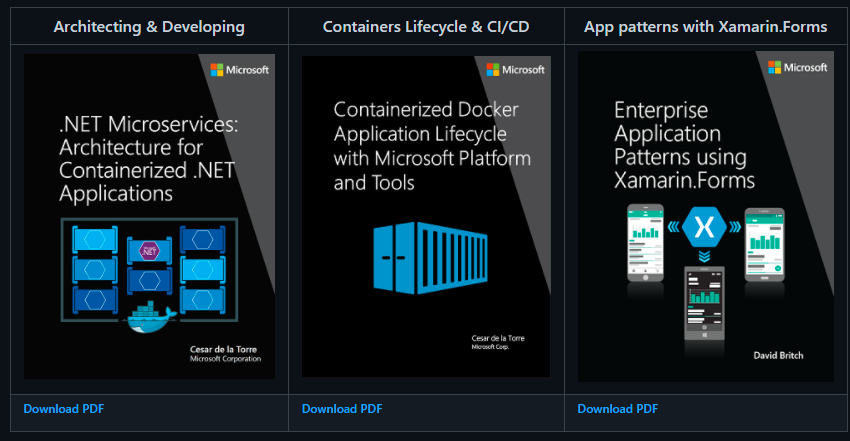 Architecting & Developing
Containers Lifecycle & CI/CD
App patterns with Xamarin.Forms
Microsoft
.NET Microservices:
Architecture for
Containerized .NET
Applications
.NET
Cesar de la Torre
Microsoft Corporation
Microsoft
Containerized Docker
Application Lifecycle
with Microsoft Platform
and Tools
Cesar de la Torre
Microsoft Corp.
Microsoft
Enterprise
Application
Patterns using
Xamarin.Forms
X
David Britch
Download PDF
Download PDF
Download PDF